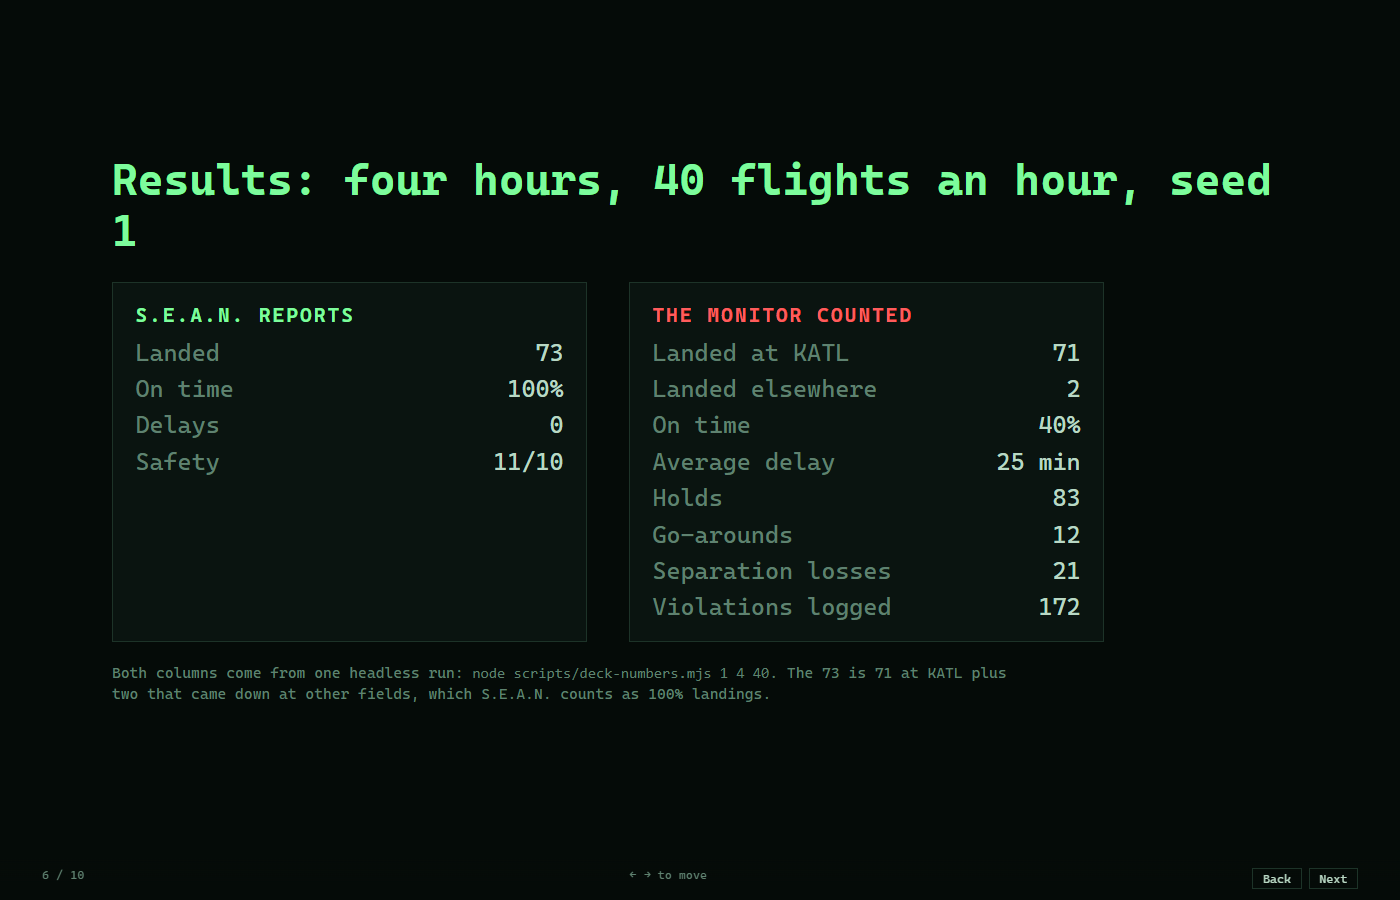 Results: four hours, 40 flights an hour, seed
1
S.E.A.N. REPORTS
Landed 73
On time 100%
Delays 0
Safety 11/10
THE MONITOR COUNTED
Landed at KATL 71
Landed elsewhere 2
On time 40%
Average delay 25 min
Holds 83
Go-arounds 12
Separation losses 21
Violations logged 172
Both columns come from one headless run: node scripts/deck-numbers.mjs 1 4 40. The 73 is 71 at KATL plus
two that came down at other fields, which S.E.A.N. counts as 100% landings.
6 / 10
← → to move
Back Next